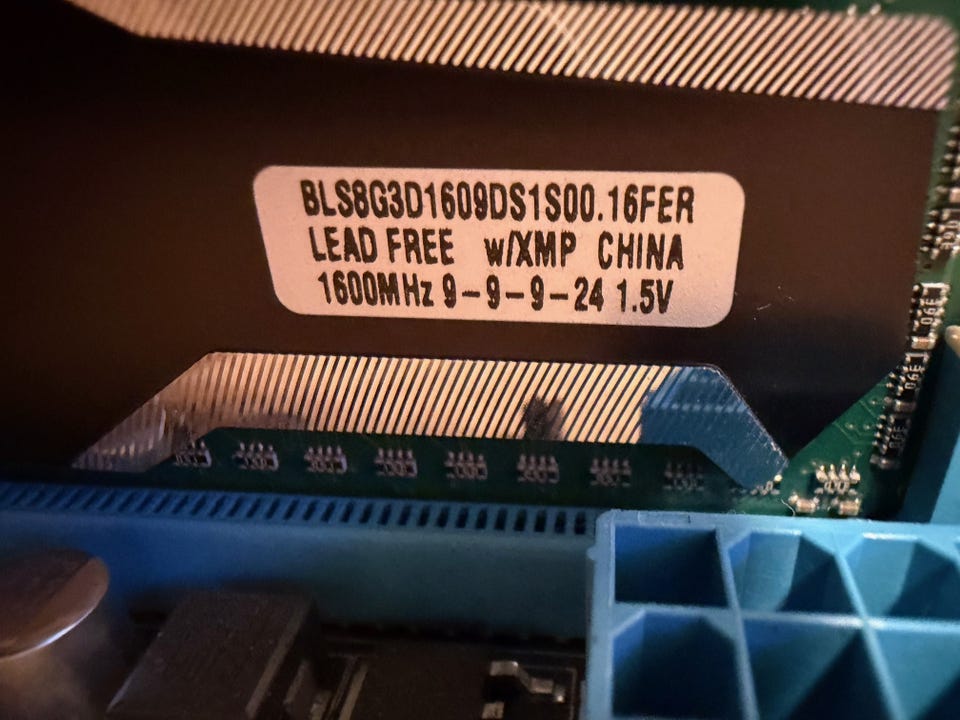 BLS8G3D1609DS1S00.16FER
LEAD FREE w/XMP CHINA
1600MHz 9-9-9-24 1.5V